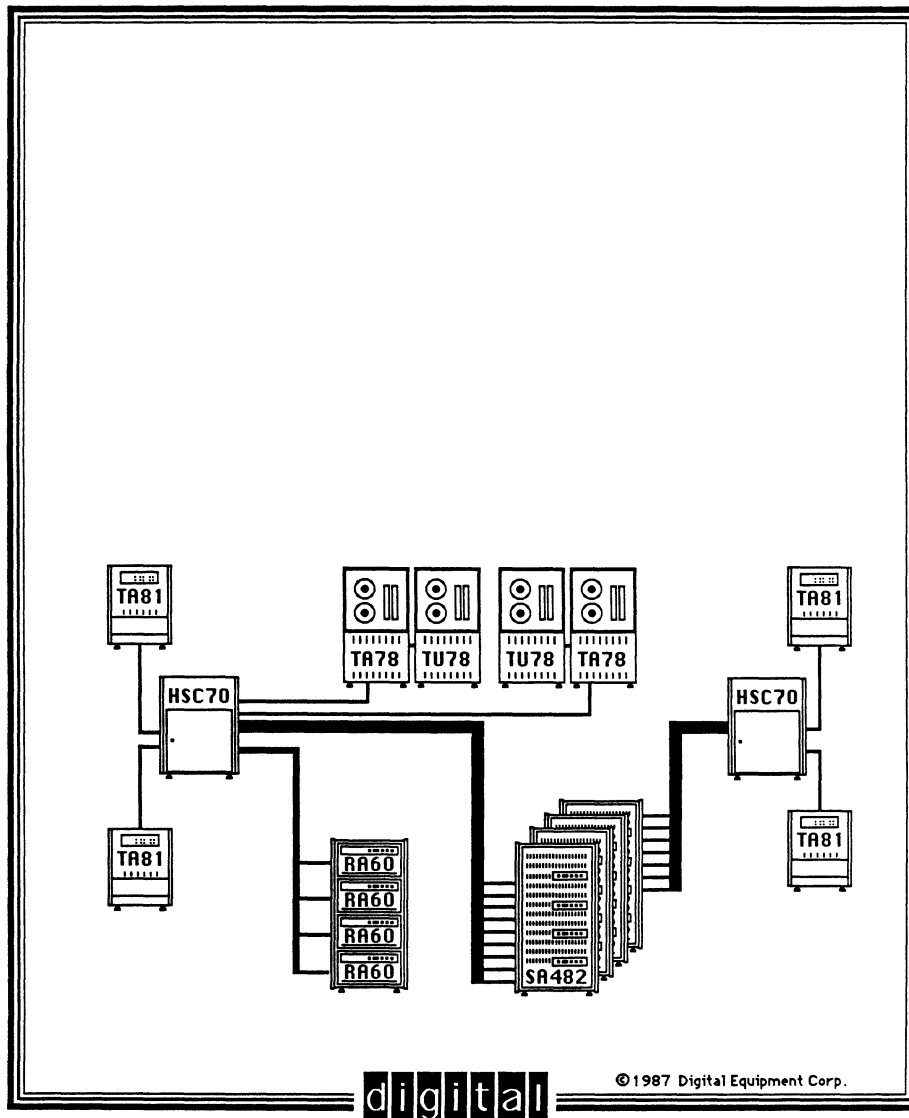 TA81
TA78 TU78 TU78 TA78
TA81
HSC70
HSC70
TA81
TA81
RA60
RA60
RA60
RA60
SA482
digital
© 1987 Digital Equipment Corp.